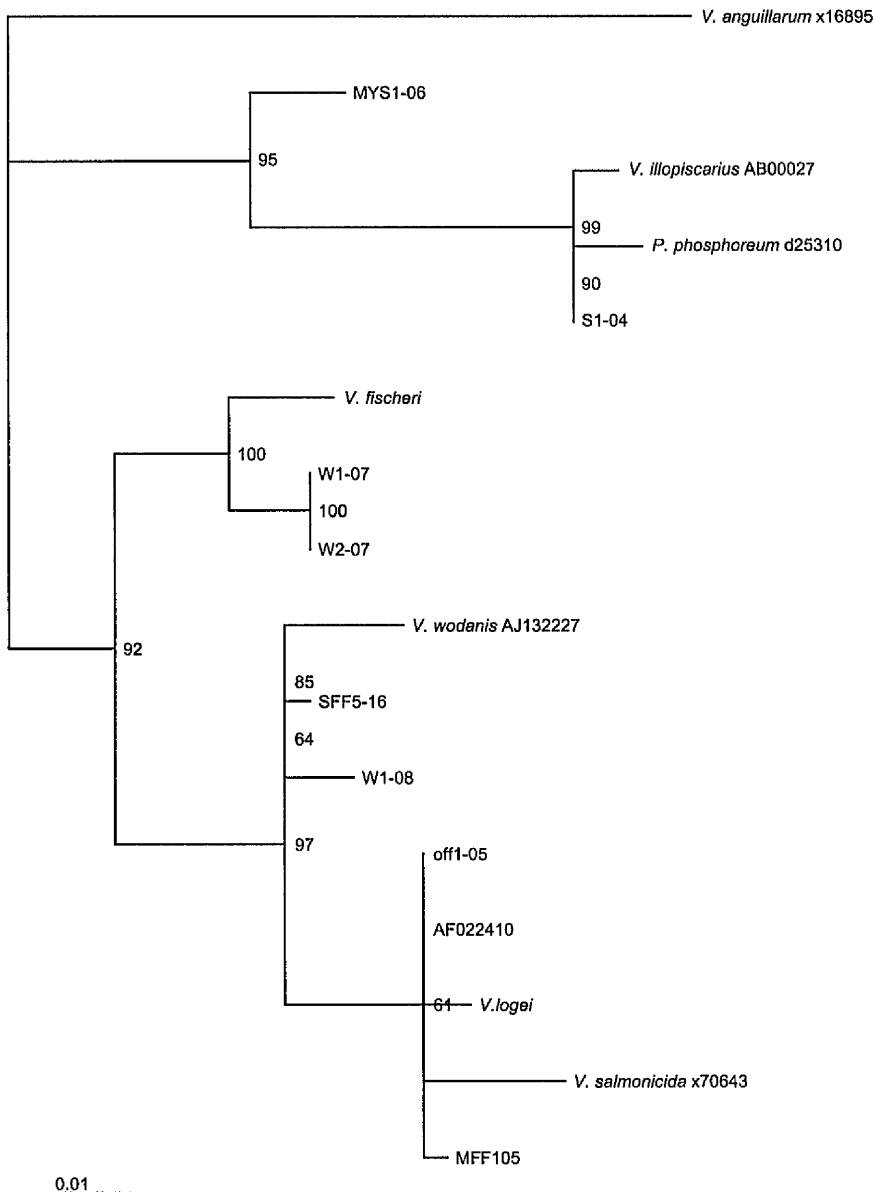 V. anguillarum x16895
MYS1-06
95
V. illopiscarius AB00027
99
P. phosphoreum d25310
90
S1-04
V. fischeri
100
W1-07
100
W2-07
V. wodanis AJ132227
92
85
SFF5-16
64
W1-08
97
off1-05
AF022410
61 V.logei
V. salmonicida x70643
MFF105
0.01